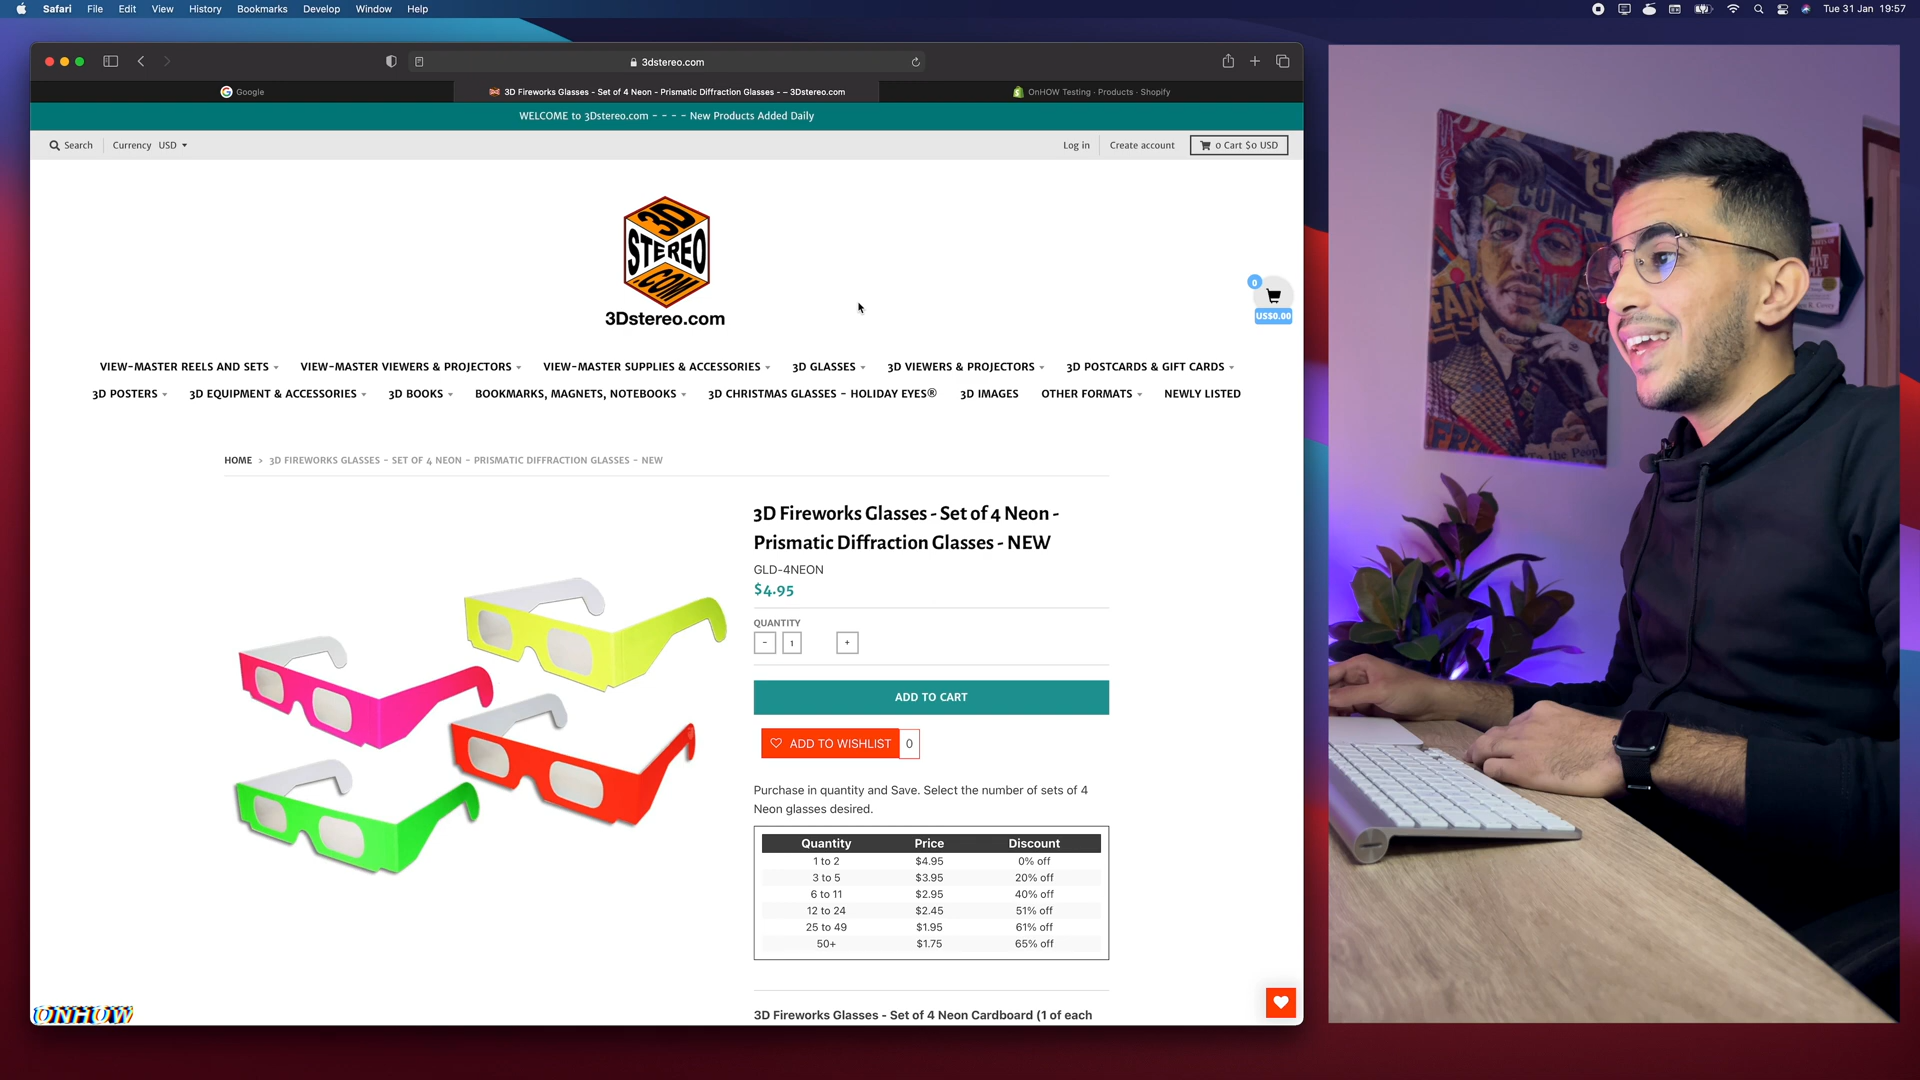 Safari File Edit View History Bookmarks Develop Window Help
Tue 31 Jan 19:57
3dstereo.com
Google
3D Fireworks Glasses - Set of 4 Neon - Prismatic Diffraction Glasses - – 3Dstereo.com
OnHOW Testing · Products · Shopify
WELCOME to 3Dstereo.com - - - - New Products Added Daily
Search
Currency USD
Log in
Create account
0 Cart $0 USD
3D
STEREO
.COM
3Dstereo.com
0
US$0.00
VIEW-MASTER REELS AND SETS
VIEW-MASTER VIEWERS & PROJECTORS
VIEW-MASTER SUPPLIES & ACCESSORIES
3D GLASSES
3D VIEWERS & PROJECTORS
3D POSTCARDS & GIFT CARDS
3D POSTERS
3D EQUIPMENT & ACCESSORIES
3D BOOKS
BOOKMARKS, MAGNETS, NOTEBOOKS
3D CHRISTMAS GLASSES - HOLIDAY EYES®
3D IMAGES
OTHER FORMATS
NEWLY LISTED
HOME > 3D FIREWORKS GLASSES - SET OF 4 NEON - PRISMATIC DIFFRACTION GLASSES - NEW
3D Fireworks Glasses - Set of 4 Neon -
Prismatic Diffraction Glasses - NEW
GLD-4NEON
$4.95
QUANTITY
- 1 +
ADD TO CART
ADD TO WISHLIST 0
Purchase in quantity and Save. Select the number of sets of 4
Neon glasses desired.
Quantity Price Discount
1 to 2 $4.95 0% off
3 to 5 $3.95 20% off
6 to 11 $2.95 40% off
12 to 24 $2.45 51% off
25 to 49 $1.95 61% off
50+ $1.75 65% off
3D Fireworks Glasses - Set of 4 Neon Cardboard (1 of each
ONHOW